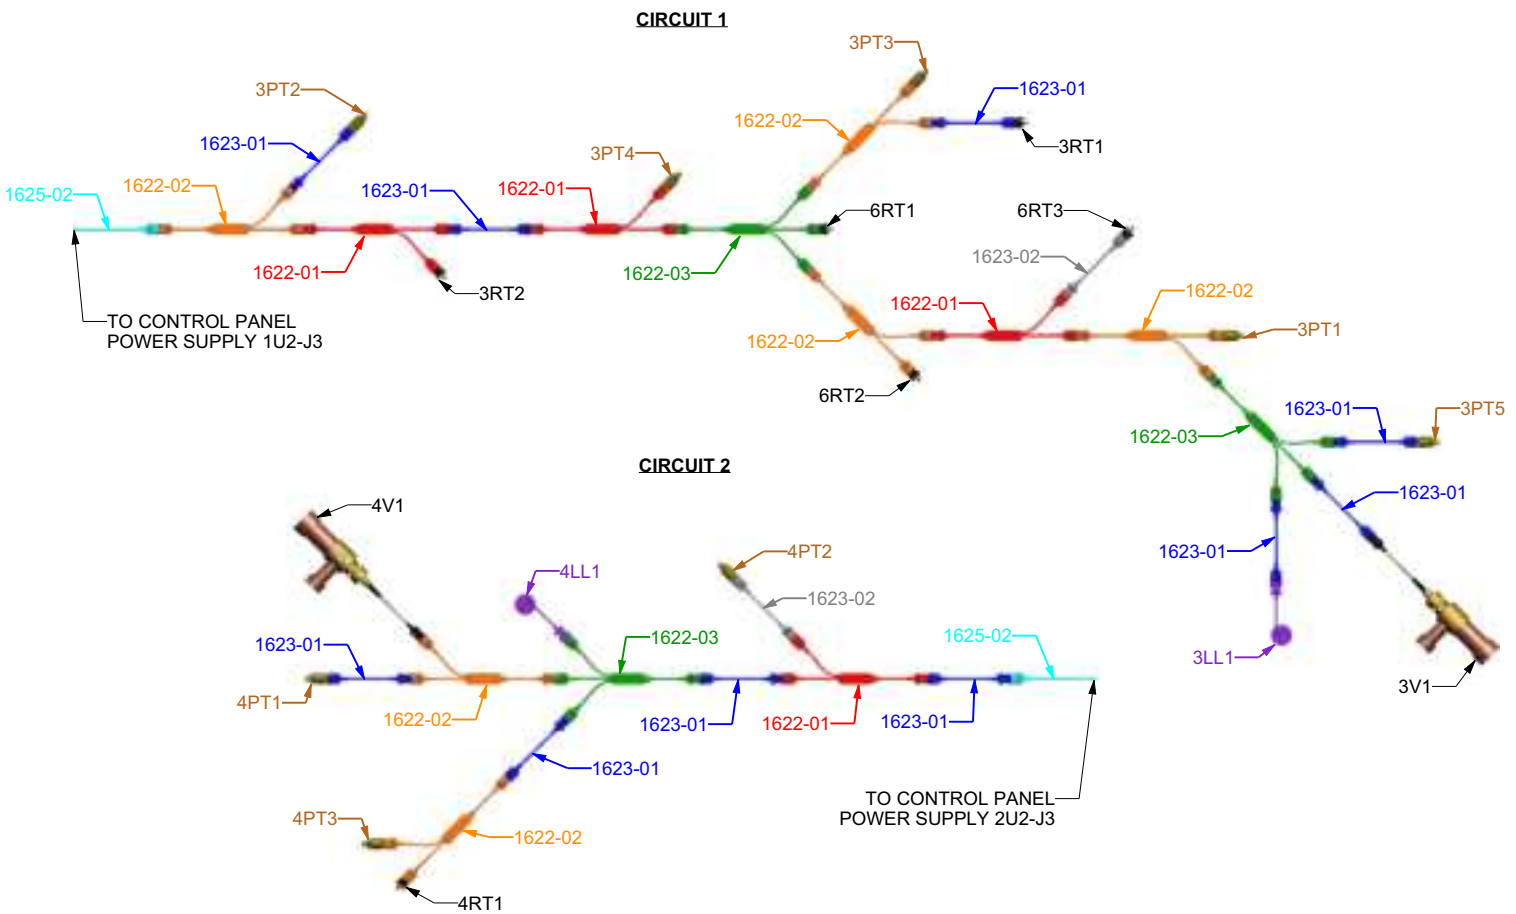 CIRCUIT 1
3PT3
3PT2
1623-01
1622-02
3RT1
1623-01
3PT4
1625-02
1622-02
1623-01
1622-01
6RT1
6RT3
1623-02
1622-01
1622-03
3RT2
1622-01
1622-02
TO CONTROL PANEL
POWER SUPPLY 1U2-J3
1622-02
3PT1
6RT2
1623-01
3PT5
1622-03
CIRCUIT 2
1623-01
4V1
4PT2
1623-01
4LL1
1623-02
1623-01
1622-03
1625-02
3LL1
3V1
4PT1
1622-02
1623-01
1622-01
1623-01
1623-01
TO CONTROL PANEL
POWER SUPPLY 2U2-J3
4PT3
1622-02
4RT1